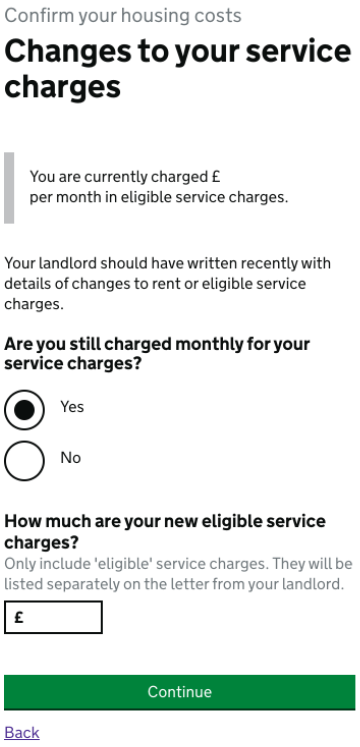 Confirm your housing costs
Changes to your service
charges
You are currently charged £
per month in eligible service charges.
Your landlord should have written recently with
details of changes to rent or eligible service
charges.
Are you still charged monthly for your
service charges?
Yes
No
How much are your new eligible service
charges?
Only include 'eligible' service charges. They will be
listed separately on the letter from your landlord.
£
Continue
Back